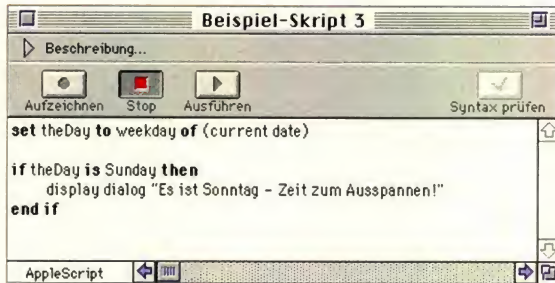 Beispiel-Skript 3
Beschreibung...
Aufzeichnen Stop Ausführen Syntax prüfen
set theDay to weekday of (current date)
if theDay is Sunday then
display dialog "Es ist Sonntag - Zeit zum Ausspannen!"
end if
AppleScript